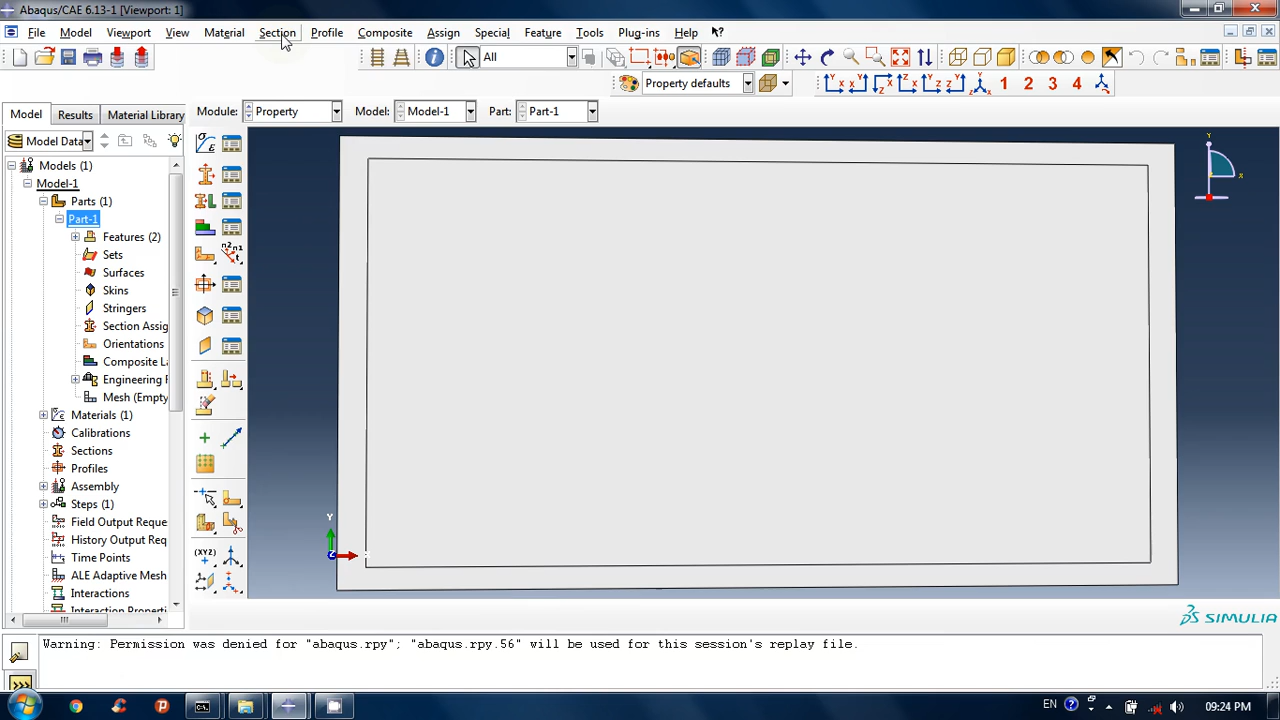 Abaqus/CAE 6.13-1 [Viewport: 1]
File Model Viewport View Material Section Profile Composite Assign Special Feature Tools Plug-ins Help
All
Property defaults
1 2 3 4
Model Results Material Library Module: Property Model: Model-1 Part: Part-1
Model Data
Models (1)
Model-1
Parts (1)
Part-1
Features (2)
Sets
Surfaces
Skins
Stringers
Section Assig
Orientations
Composite La
Engineering F
Mesh (Empty
Materials (1)
Calibrations
Sections
Profiles
Assembly
Steps (1)
Field Output Reque
History Output Req
Time Points
ALE Adaptive Mesh
Interactions
Interaction Properti
Y
X
Y
Z
SIMULIA
Warning: Permission was denied for "abaqus.rpy"; "abaqus.rpy.56" will be used for this session's replay file.
>>>
EN 09:24 PM